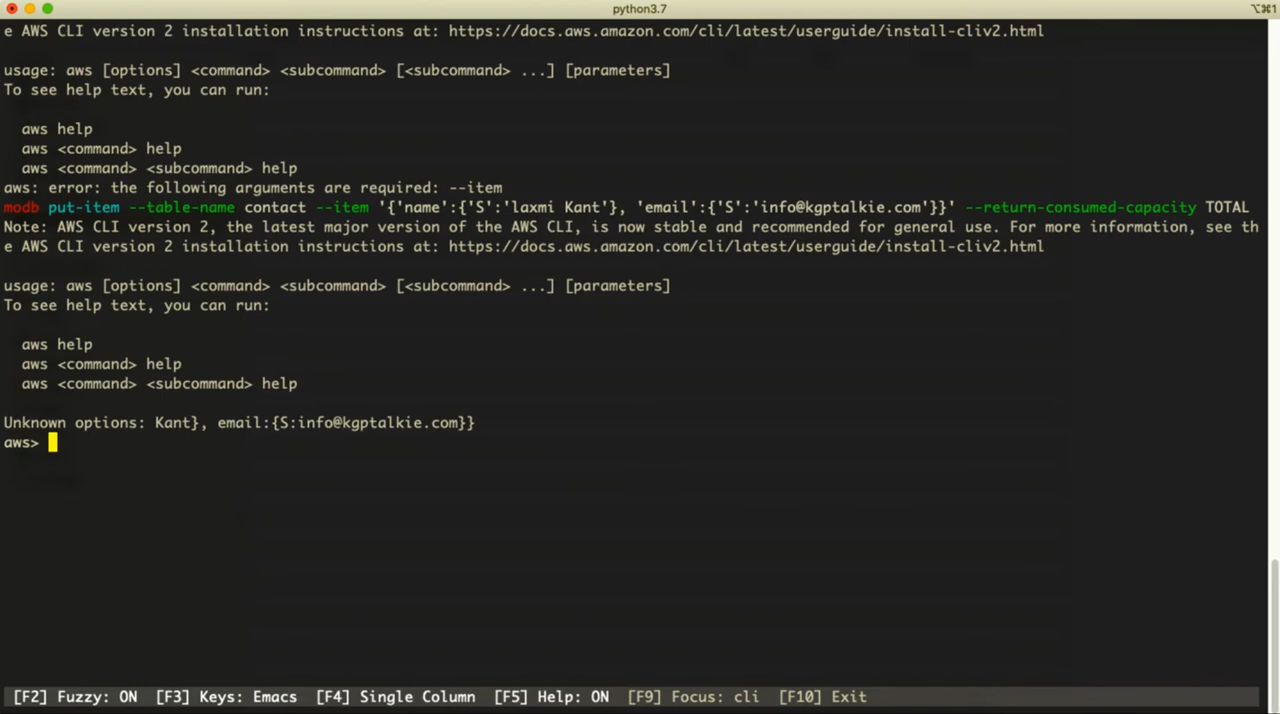 python3.7
⌥⌘1
e AWS CLI version 2 installation instructions at: https://docs.aws.amazon.com/cli/latest/userguide/install-cliv2.html
usage: aws [options] <command> <subcommand> [<subcommand> ...] [parameters]
To see help text, you can run:
aws help
aws <command> help
aws <command> <subcommand> help
aws: error: the following arguments are required: --item
modb put-item --table-name contact --item '{'name':{'S':'laxmi Kant'}, 'email':{'S':'info@kgptalkie.com'}}' --return-consumed-capacity TOTAL
Note: AWS CLI version 2, the latest major version of the AWS CLI, is now stable and recommended for general use. For more information, see th
e AWS CLI version 2 installation instructions at: https://docs.aws.amazon.com/cli/latest/userguide/install-cliv2.html
usage: aws [options] <command> <subcommand> [<subcommand> ...] [parameters]
To see help text, you can run:
aws help
aws <command> help
aws <command> <subcommand> help
Unknown options: Kant}, email:{S:info@kgptalkie.com}}
aws>
[F2] Fuzzy: ON [F3] Keys: Emacs [F4] Single Column [F5] Help: ON [F9] Focus: cli [F10] Exit